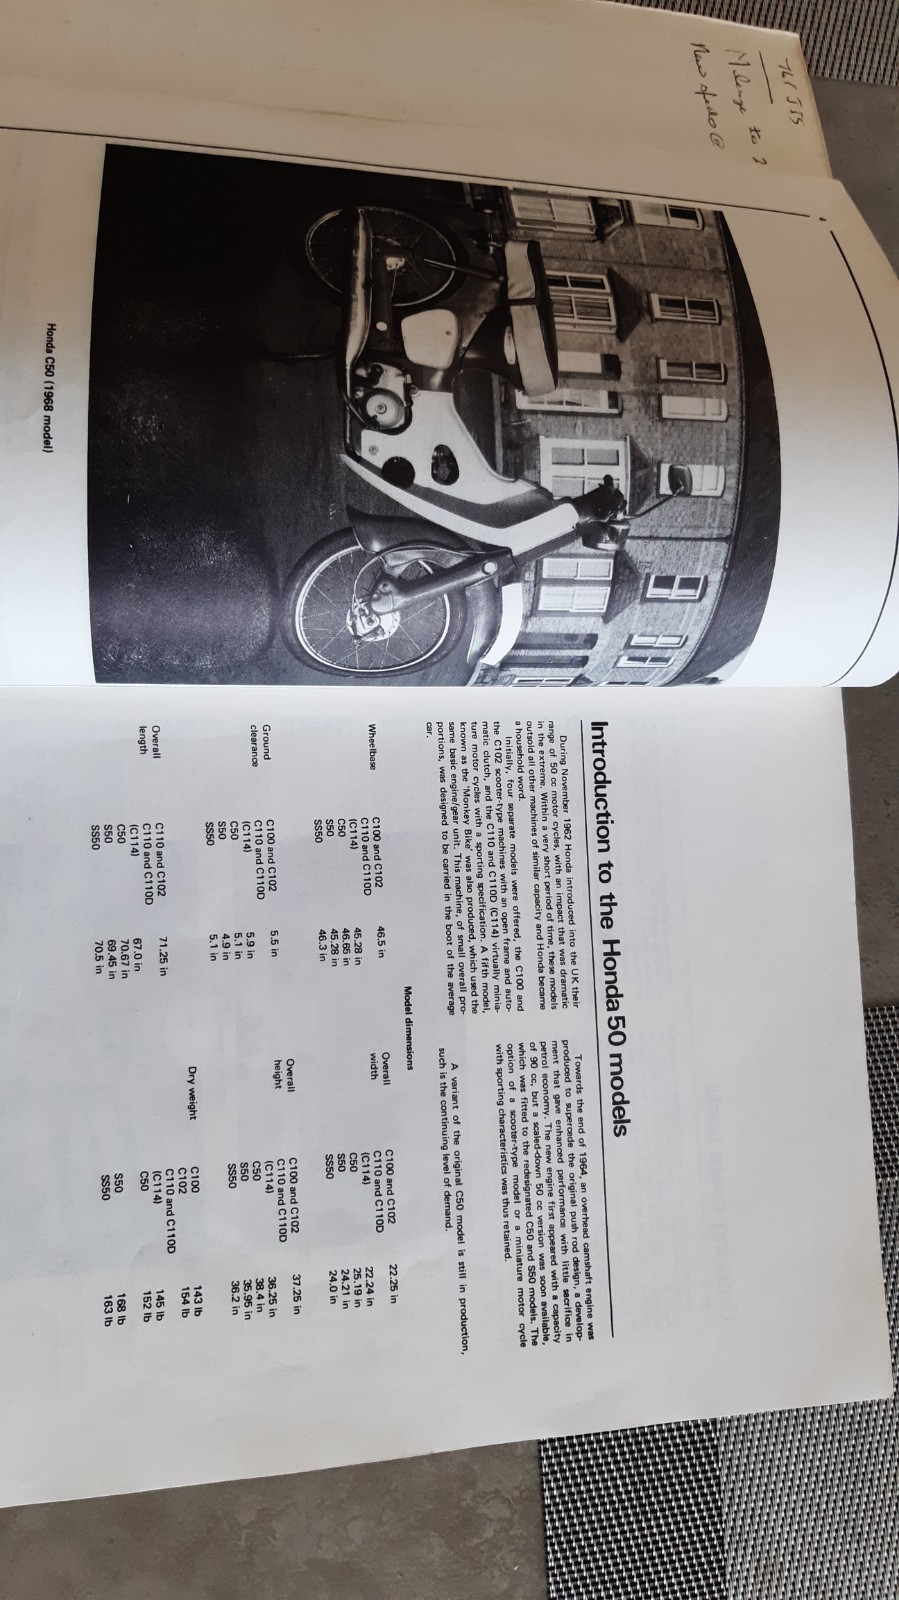 to 2
New
4
Honda C50 (1968 model)
Introduction to the Honda 50 models
During November 1962 Honda introduced into the UK their
range of 50 cc motor cycles, with an impact that was dramatic
in the extreme. Within a very short period of time, these models
outsold all other machines of similar capacity and Honda became
a household word.
Initially, four separate models were offered, the C100 and
the C102 scooter-type machines with an open frame and auto-
matic clutch, and the C110 and C110D (C114) virtually minia-
ture motor cycles with a sporting specification. A fifth model,
known as the 'Monkey Bike' was also produced, which used the
same basic engine/gear unit. This machine, of small overall pro-
portions, was designed to be carried in the boot of the average
car.
Towards the end of 1964, an overhead camshaft engine was
produced to supercede the original push rod design, a develop-
ment that gave enhanced performance with little sacrifice in
petrol economy. The new engine first appeared with a capacity
of 90 cc, but a scaled-down 50 cc version was soon available,
which was fitted to the redesignated C50 and S50 models. The
option of a scooter-type model or a miniature motor cycle
with sporting characteristics was thus retained.
A variant of the original C50 model is still in production,
such is the continuing level of demand.
Model dimensions
Wheelbase C100 and C102 46.5 in
C110 and C110D
(C114) 45.28 in
C50 46.65 in
S50 45.28 in
SS50 46.3 in
Ground
clearance C100 and C102 5.5 in
C110 and C110D
(C114) 5.9 in
C50 5.1 in
S50 4.9 in
SS50 5.1 in
Overall
length C110 and C102 71.25 in
C110 and C110D
(C114) 67.0 in
C50 70.67 in
S50 69.45 in
SS50 70.5 in
Overall
width C100 and C102 22.25 in
C110 and C110D
(C114) 22.24 in
C50 25.19 in
S50 24.21 in
SS50 24.0 in
Overall
height C100 and C102 37.25 in
C110 and C110D
(C114) 36.25 in
C50 38.4 in
S50 35.95 in
SS50 36.2 in
Dry weight C100 143 lb
C102 154 lb
C110 and C110D
(C114) 145 lb
C50 152 lb
S50 168 lb
SS50 163 lb